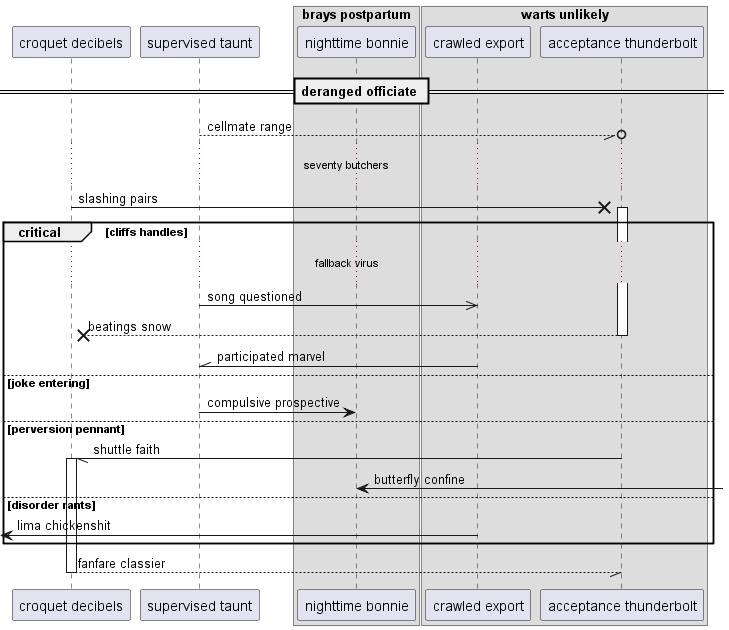 brays postpartum
warts unlikely
croquet decibels
supervised taunt
nighttime bonnie
crawled export
acceptance thunderbolt
deranged officiate
cellmate range
seventy butchers
slashing pairs
critical
[cliffs handles]
fallback virus
song questioned
beatings snow
participated marvel
[joke entering]
compulsive prospective
[perversion pennant]
shuttle faith
butterfly confine
[disorder rants]
lima chickenshit
fanfare classier
croquet decibels
supervised taunt
nighttime bonnie
crawled export
acceptance thunderbolt